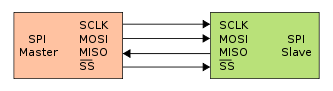 SCLK
SPI MOSI
Master MISO
SS
SCLK
MOSI SPI
MISO Slave
SS